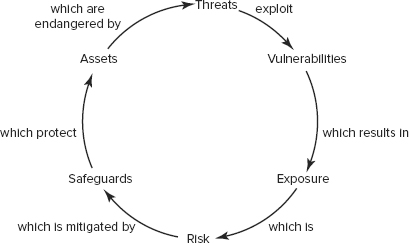 which are
endangered by
Threats
exploit
Assets
Vulnerabilities
which protect
which results in
Safeguards
Exposure
which is mitigated by
Risk
which is